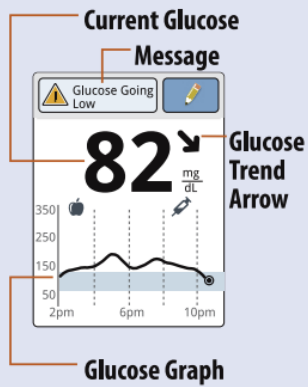 Current Glucose
Message
Glucose Going
Low
82
mg
dL
Glucose
Trend
Arrow
350
250
150
50
2pm 6pm 10pm
Glucose Graph